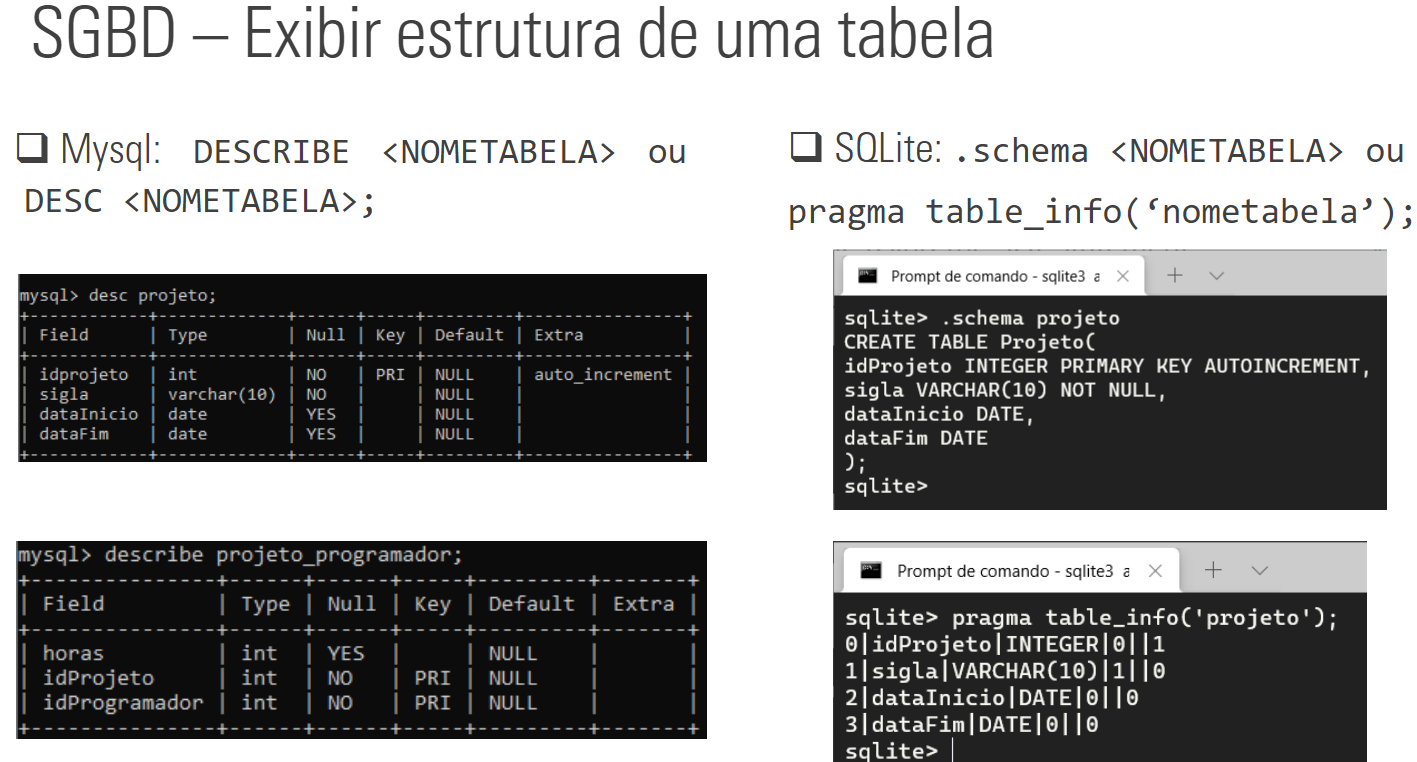 SGBD – Exibir estrutura de uma tabela
❑ Mysql: DESCRIBE <NOMETABELA> ou
DESC <NOMETABELA>;
mysql> desc projeto;
+------------+-------------+------+-----+---------+----------------+
| Field      | Type        | Null | Key | Default | Extra          |
+------------+-------------+------+-----+---------+----------------+
| idprojeto  | int         | NO   | PRI | NULL    | auto_increment |
| sigla      | varchar(10) | NO   |     | NULL    |                |
| dataInicio | date        | YES  |     | NULL    |                |
| dataFim    | date        | YES  |     | NULL    |                |
+------------+-------------+------+-----+---------+----------------+
mysql> describe projeto_programador;
+---------------+------+------+-----+---------+-------+
| Field         | Type | Null | Key | Default | Extra |
+---------------+------+------+-----+---------+-------+
| horas         | int  | YES  |     | NULL    |       |
| idProjeto     | int  | NO   | PRI | NULL    |       |
| idProgramador | int  | NO   | PRI | NULL    |       |
+---------------+------+------+-----+---------+-------+
❑ SQLite: .schema <NOMETABELA> ou
pragma table_info(‘nometabela’);
Prompt de comando - sqlite3
sqlite> .schema projeto
CREATE TABLE Projeto(
idProjeto INTEGER PRIMARY KEY AUTOINCREMENT,
sigla VARCHAR(10) NOT NULL,
dataInicio DATE,
dataFim DATE
);
sqlite>
Prompt de comando - sqlite3
sqlite> pragma table_info('projeto');
0|idProjeto|INTEGER|0||1
1|sigla|VARCHAR(10)|1||0
2|dataInicio|DATE|0||0
3|dataFim|DATE|0||0
sqlite>